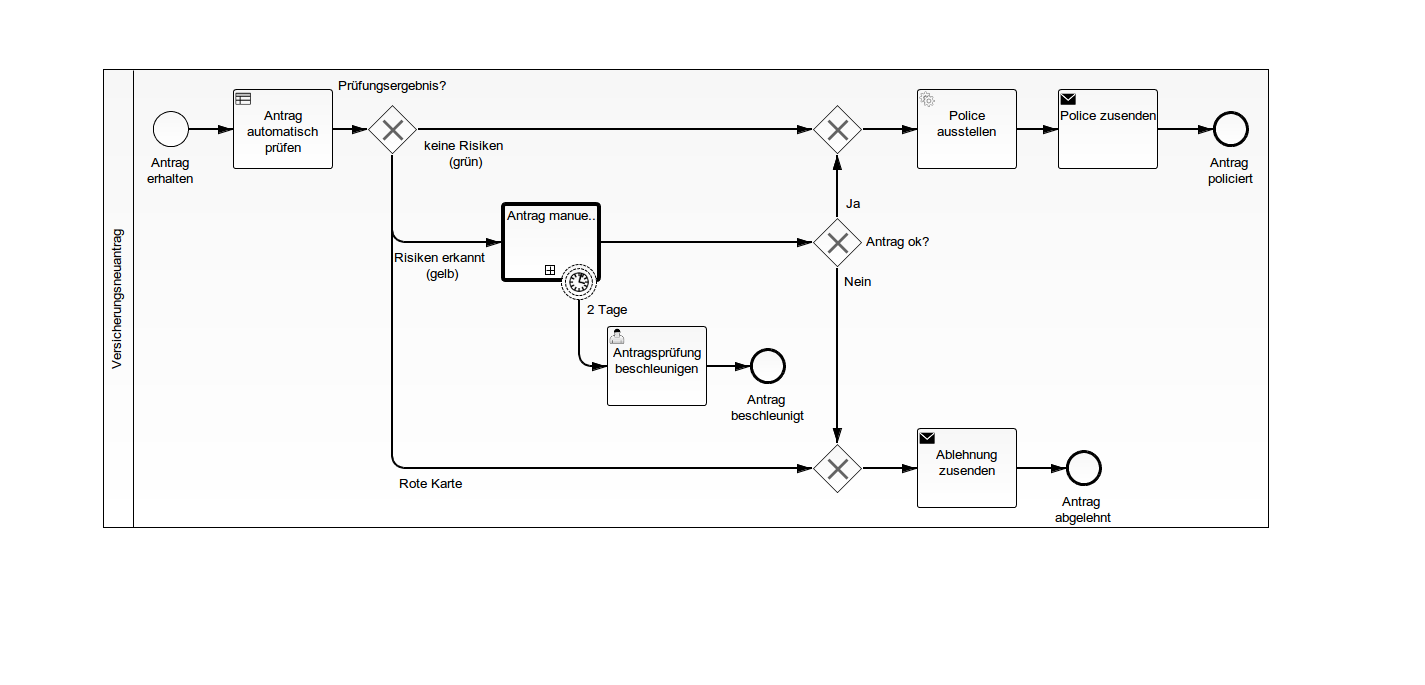 Versicherungsneuantrag
Antrag
erhalten
Antrag
automatisch
prüfen
Prüfungsergebnis?
keine Risiken
(grün)
Risiken erkannt
(gelb)
Rote Karte
Antrag manue..
2 Tage
Antragsprüfung
beschleunigen
Antrag
beschleunigt
Ja
Antrag ok?
Nein
Police
ausstellen
Police zusenden
Antrag
policiert
Ablehnung
zusenden
Antrag
abgelehnt